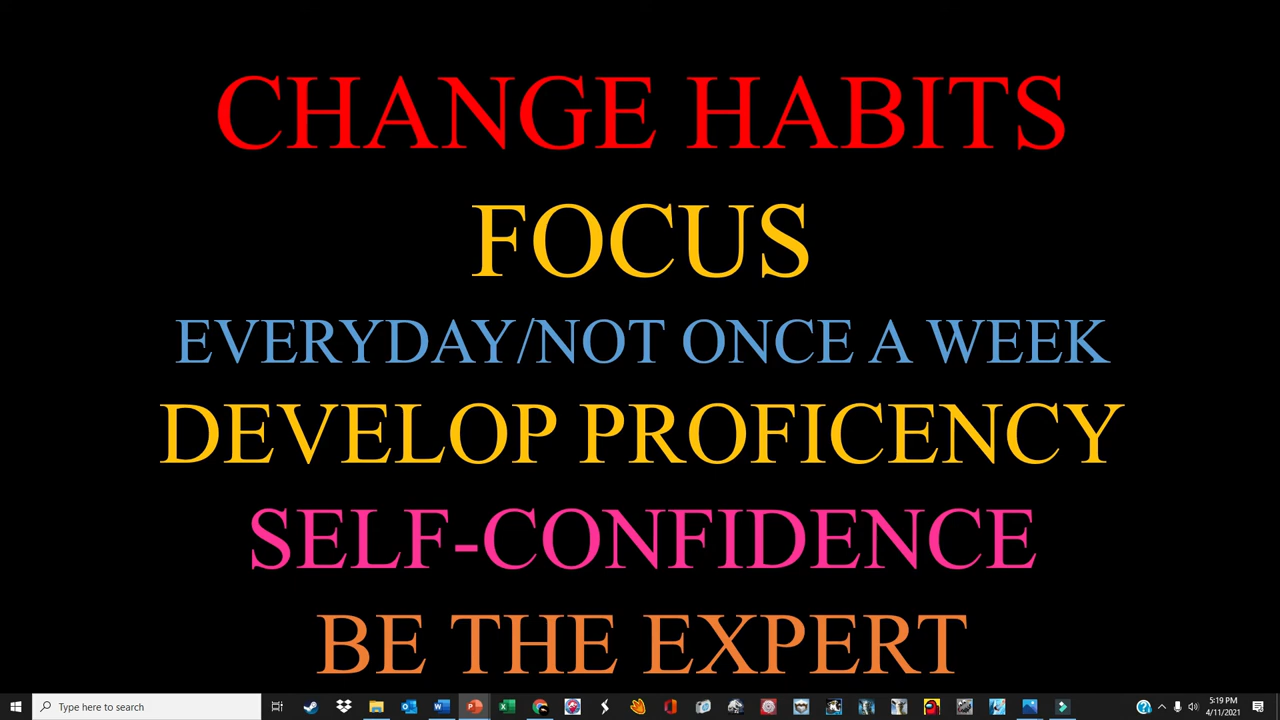 CHANGE HABITS
FOCUS
EVERYDAY/NOT ONCE A WEEK
DEVELOP PROFICENCY
SELF-CONFIDENCE
BE THE EXPERT
Type here to search
5:19 PM
4/11/2021